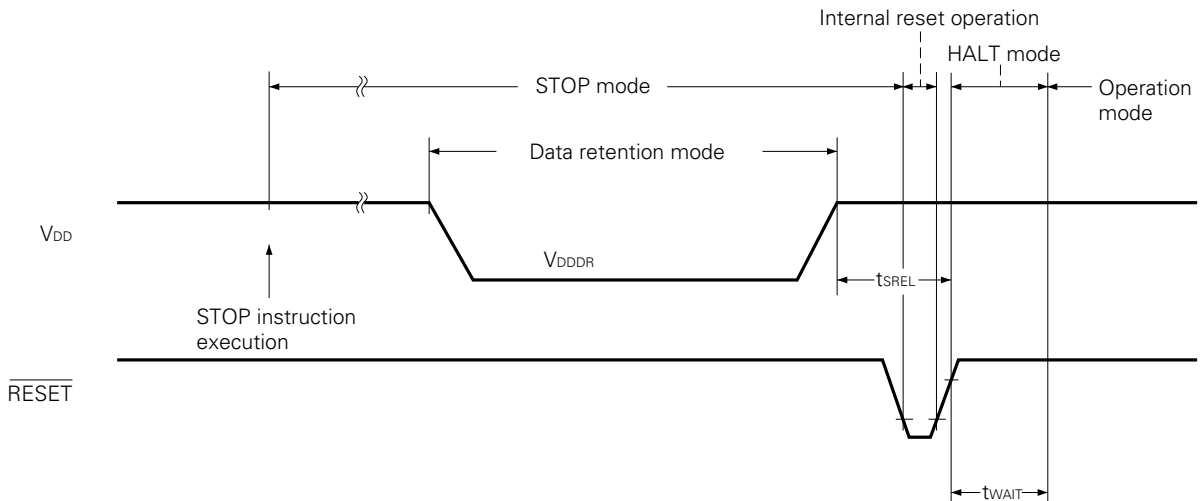 Internal reset operation
HALT mode
STOP mode
Operation
mode
Data retention mode
VDD
VDDDR
tSREL
STOP instruction
execution
RESET
tWAIT